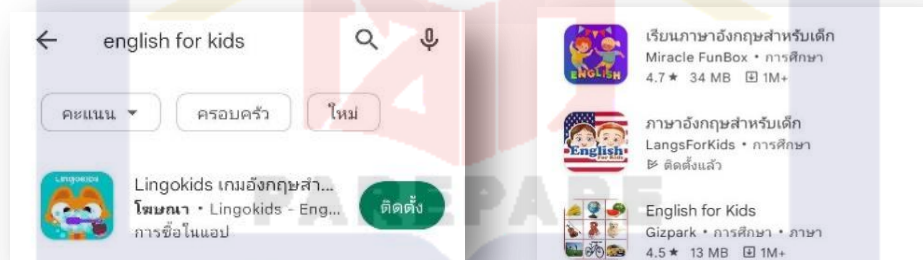 english for kids
คะแนน
ครอบครัว
ใหม่
Lingokids
Lingokids เกมอังกฤษสำ...
โฆษณา • Lingokids - Eng...
การซื้อในแอป
ติดตั้ง
PAREPARE
ENGLISH
เรียนภาษาอังกฤษสำหรับเด็ก
Miracle FunBox • การศึกษา
4.7 ★ 34 MB 1M+
English
For Kids
ภาษาอังกฤษสำหรับเด็ก
LangsForKids • การศึกษา
ติดตั้งแล้ว
English for Kids
Gizpark • การศึกษา • ภาษา
4.5 ★ 13 MB 1M+